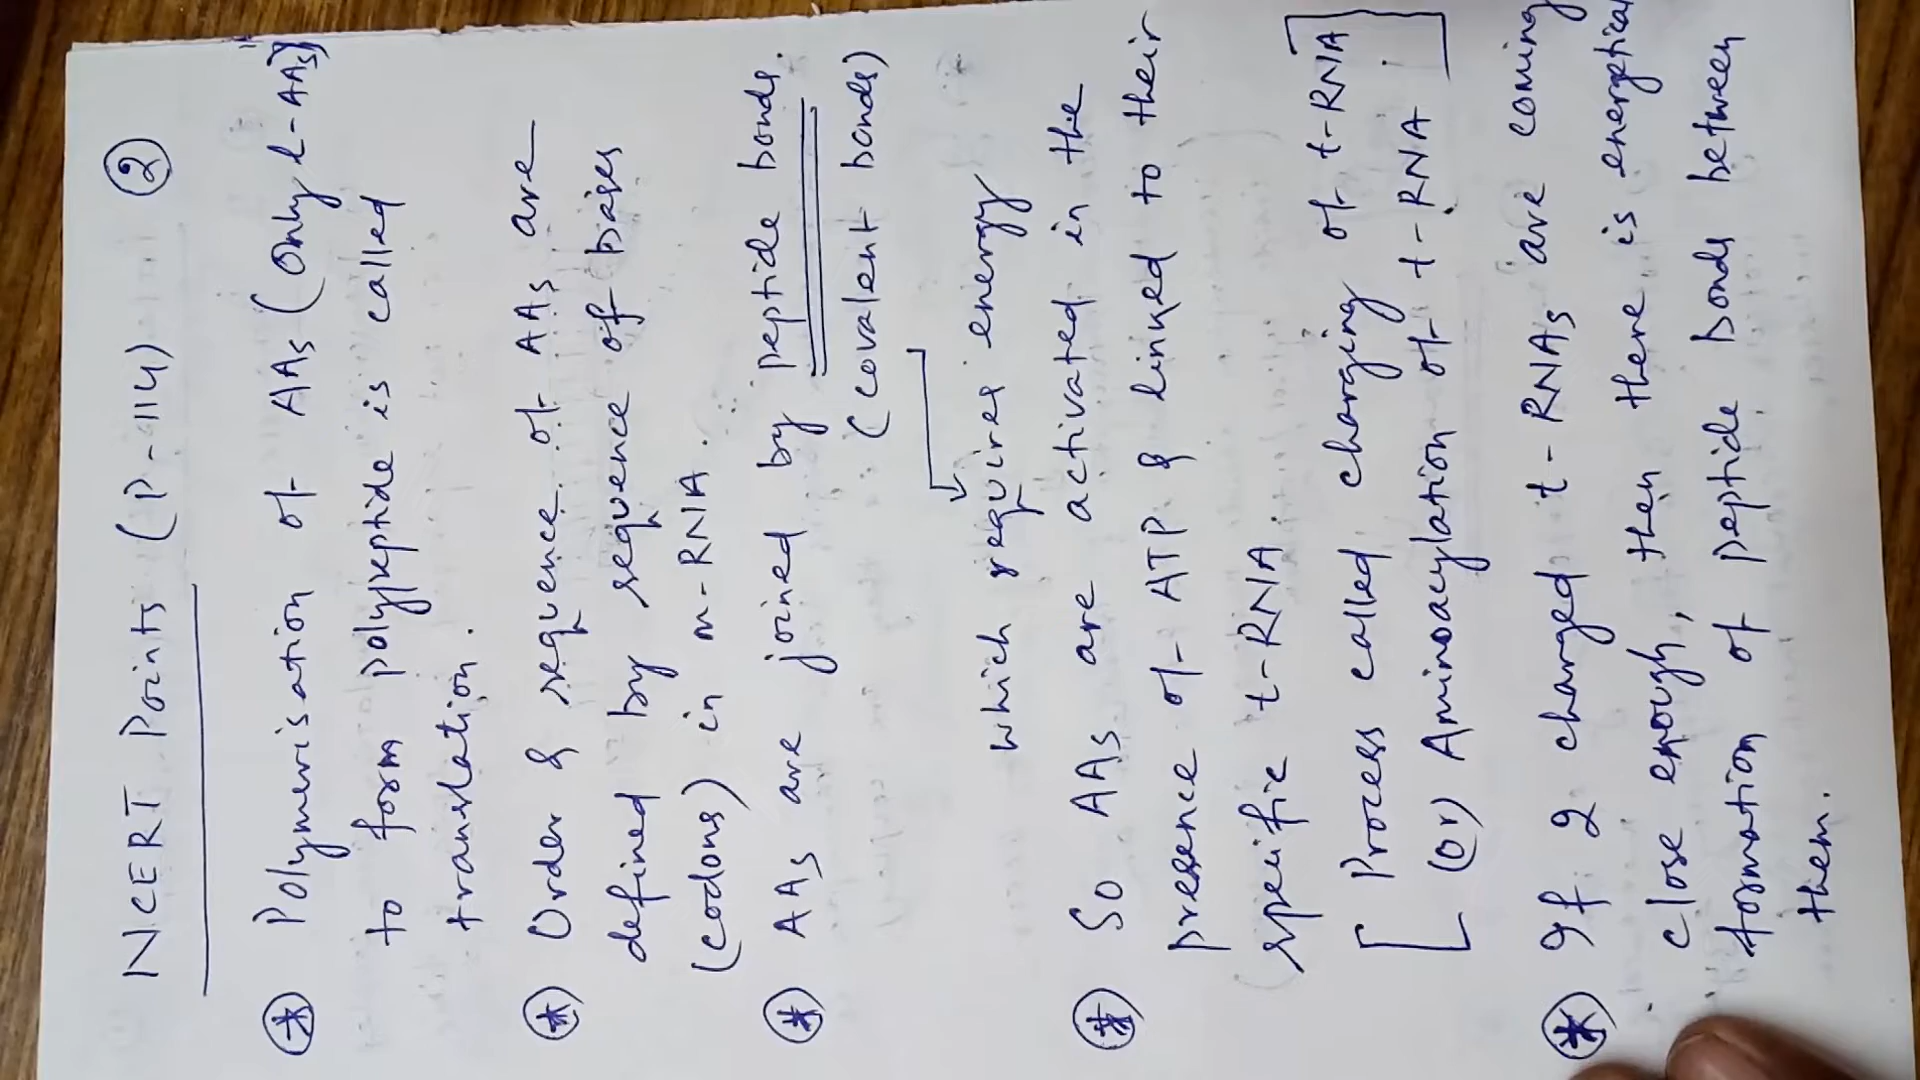 NCERT Points (P-114) ②
⊛ Polymerisation of AAs (only l-AAs)
to form polypeptide is called
translation.
⊛ Order & sequence of AAs are
defined by sequence of bases
(codons) in m-RNA.
⊛ AAs are joined by peptide bonds.
(covalent bonds)
which requires energy
⊛ So AAs are activated in the
presence of ATP & linked to their
specific t-RNA.
[ Process called charging of t-RNA
(or) Aminoacylation of t-RNA ]
⊛ If 2 charged t-RNAs are coming
close enough, then there is
formation of peptide bonds between
them.